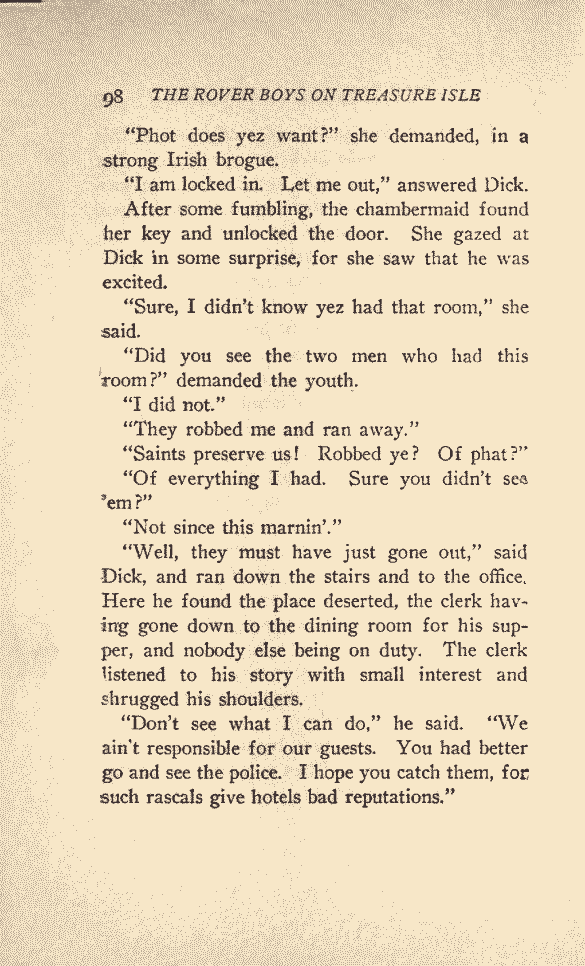 98 THE ROVER BOYS ON TREASURE ISLE
“Phot does yez want?” she demanded, in a
strong Irish brogue.
“I am locked in. Let me out,” answered Dick.
After some fumbling, the chambermaid found
her key and unlocked the door. She gazed at
Dick in some surprise, for she saw that he was
excited.
“Sure, I didn’t know yez had that room,” she
said.
“Did you see the two men who had this
room?” demanded the youth.
“I did not.”
“They robbed me and ran away.”
“Saints preserve us! Robbed ye? Of phat?”
“Of everything I had. Sure you didn’t see
’em?”
“Not since this marnin’.”
“Well, they must have just gone out,” said
Dick, and ran down the stairs and to the office.
Here he found the place deserted, the clerk hav-
ing gone down to the dining room for his sup-
per, and nobody else being on duty. The clerk
listened to his story with small interest and
shrugged his shoulders.
“Don’t see what I can do,” he said. “We
ain’t responsible for our guests. You had better
go and see the police. I hope you catch them, for
such rascals give hotels bad reputations.”